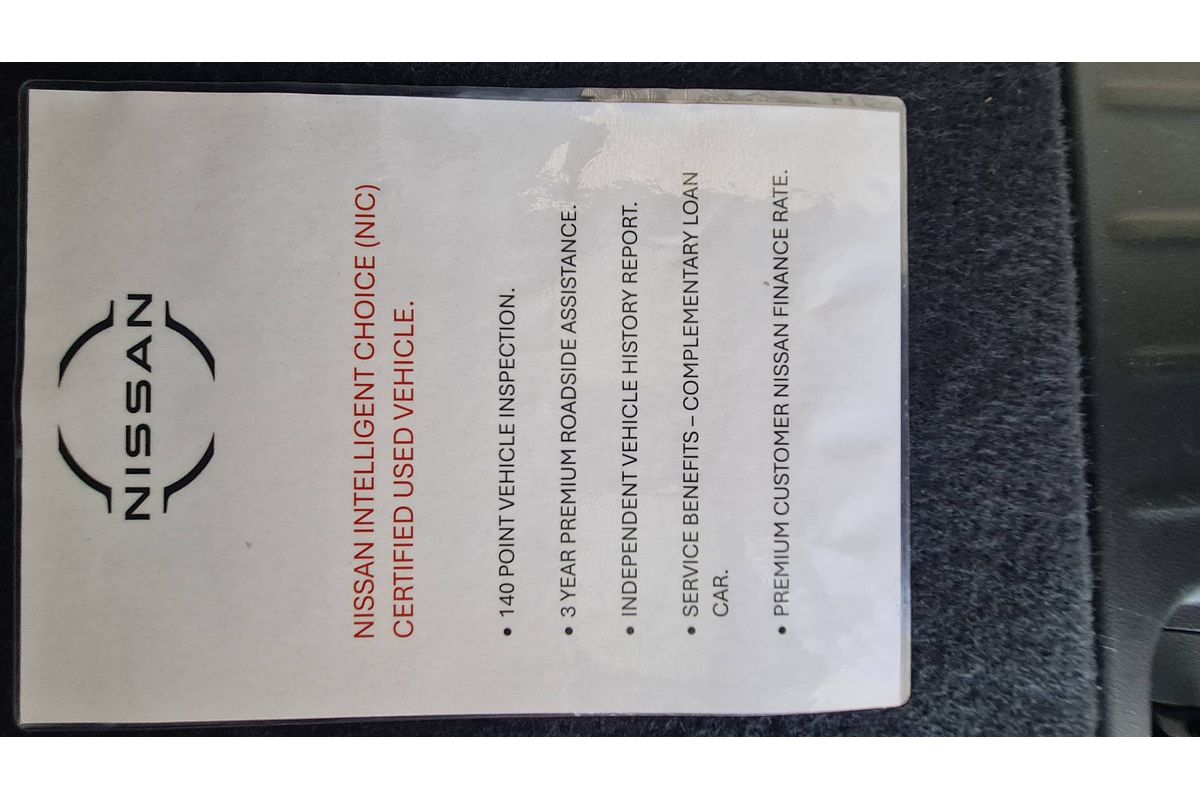 NISSAN
NISSAN INTELLIGENT CHOICE (NIC)
CERTIFIED USED VEHICLE.
• 140 POINT VEHICLE INSPECTION.
• 3 YEAR PREMIUM ROADSIDE ASSISTANCE.
• INDEPENDENT VEHICLE HISTORY REPORT.
• SERVICE BENEFITS – COMPLEMENTARY LOAN
CAR.
• PREMIUM CUSTOMER NISSAN FINANCE RATE.